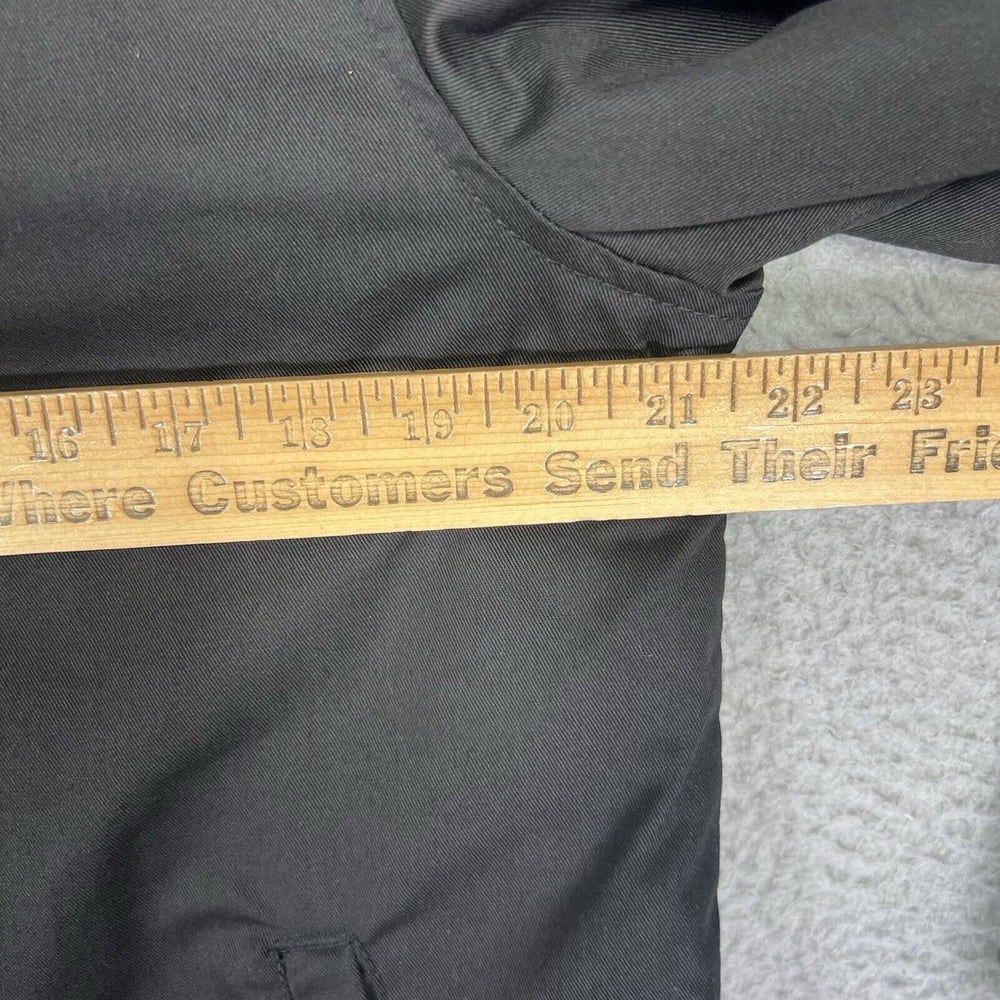 16 17 18 19 20 21 22 23
Where Customers Send Their